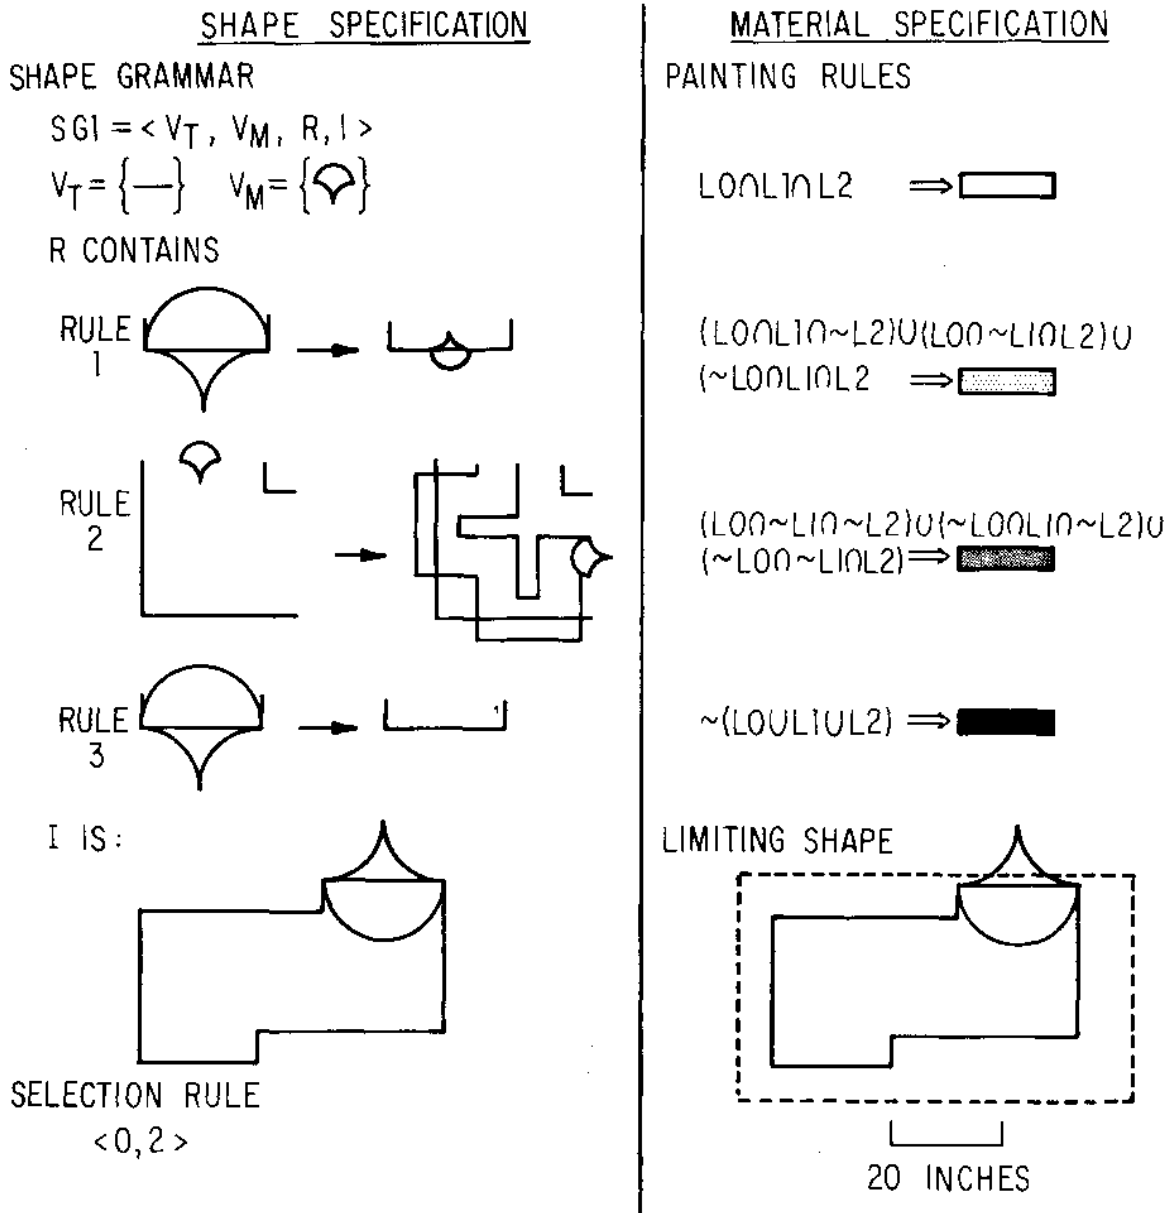 SHAPE SPECIFICATION
SHAPE GRAMMAR
SG1 = < V_T, V_M, R, I >
V_T = { — } V_M = { }
R CONTAINS
RULE
1
RULE
2
RULE
3
I IS:
SELECTION RULE
<0,2>
MATERIAL SPECIFICATION
PAINTING RULES
L0∩L1∩L2 ⇒
(L0∩L1∩~L2)∪(L0∩~L1∩L2)∪
(~L0∩L1∩L2 ⇒
(L0∩~L1∩~L2)∪(~L0∩L1∩~L2)∪
(~L0∩~L1∩L2) ⇒
~(L0∪L1∪L2) ⇒
LIMITING SHAPE
20 INCHES